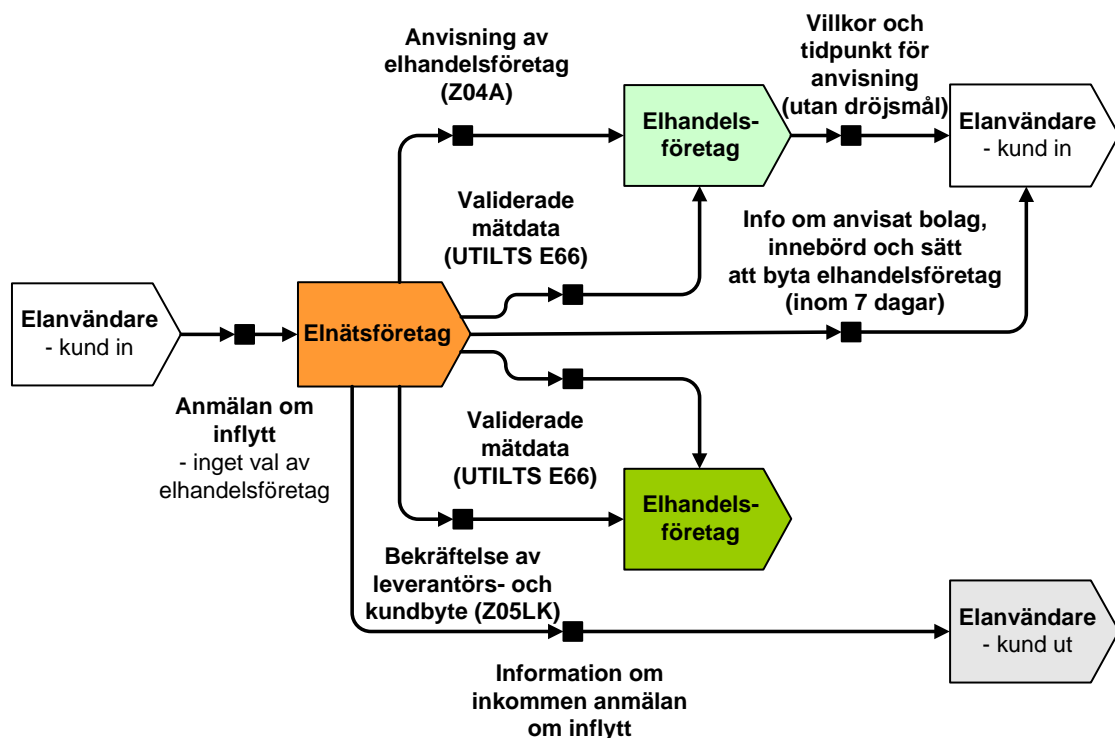 Anvisning av
elhandelsföretag
(Z04A)
Villkor och
tidpunkt för
anvisning
(utan dröjsmål)
Elhandels-
företag
Elanvändare
- kund in
Validerade
mätdata
(UTILTS E66)
Info om anvisat bolag,
innebörd och sätt
att byta elhandelsföretag
(inom 7 dagar)
Elanvändare
- kund in
Elnätsföretag
Anmälan om
inflytt
- inget val av
elhandelsföretag
Validerade
mätdata
(UTILTS E66)
Elhandels-
företag
Bekräftelse av
leverantörs- och
kundbyte (Z05LK)
Elanvändare
- kund ut
Information om
inkommen anmälan
om inflytt